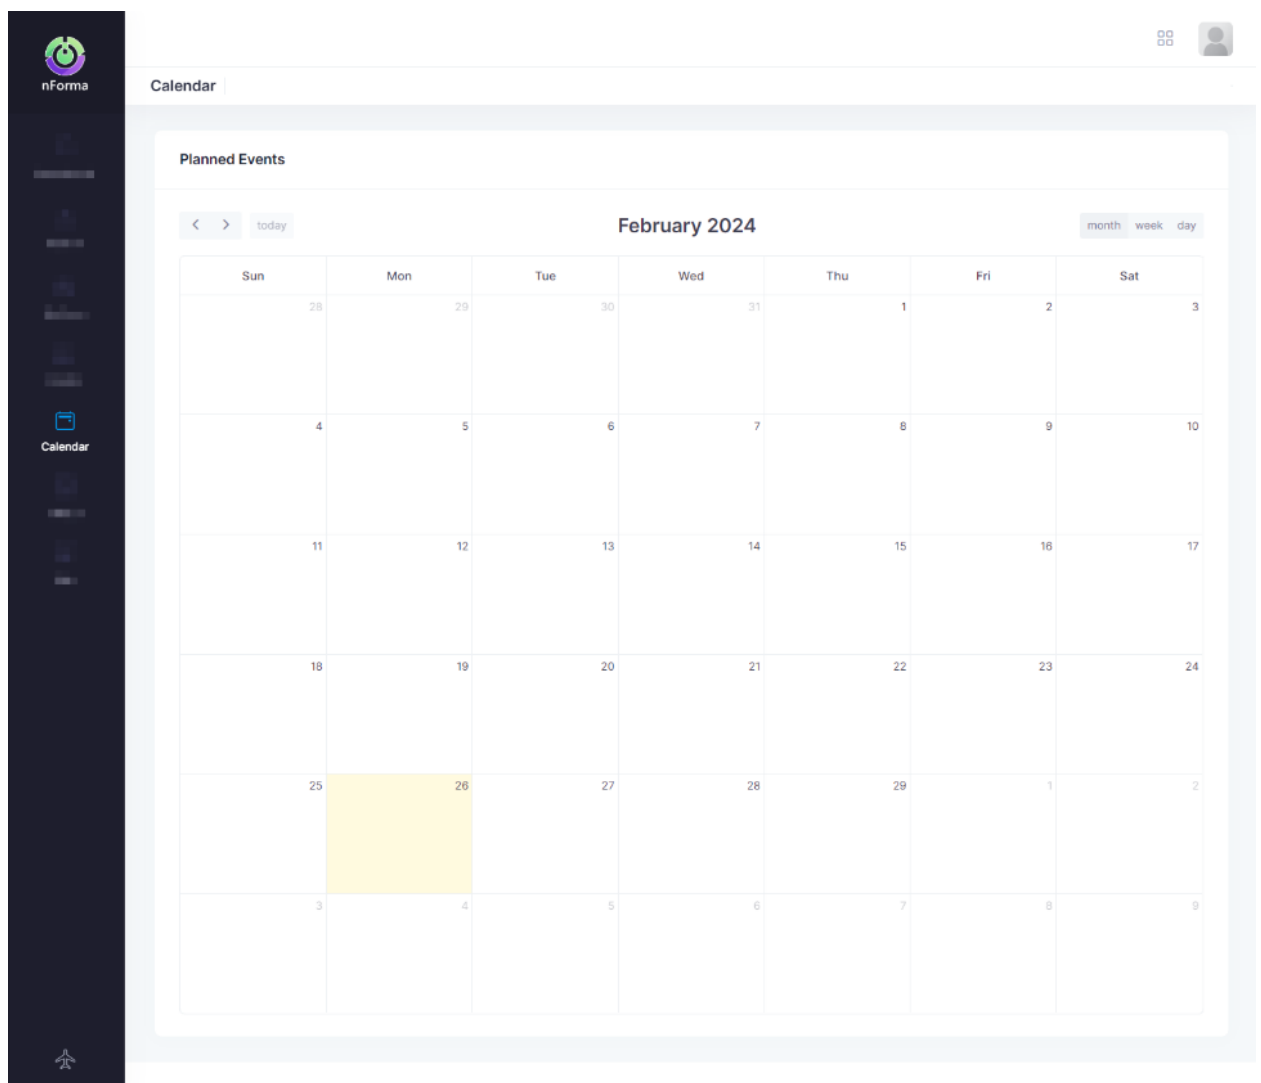 nForma
Calendar
Planned Events
today
February 2024
month week day
Sun Mon Tue Wed Thu Fri Sat
28 29 30 31 1 2 3
4 5 6 7 8 9 10
11 12 13 14 15 16 17
Calendar
18 19 20 21 22 23 24
25 26 27 28 29 1 2
3 4 5 6 7 8 9